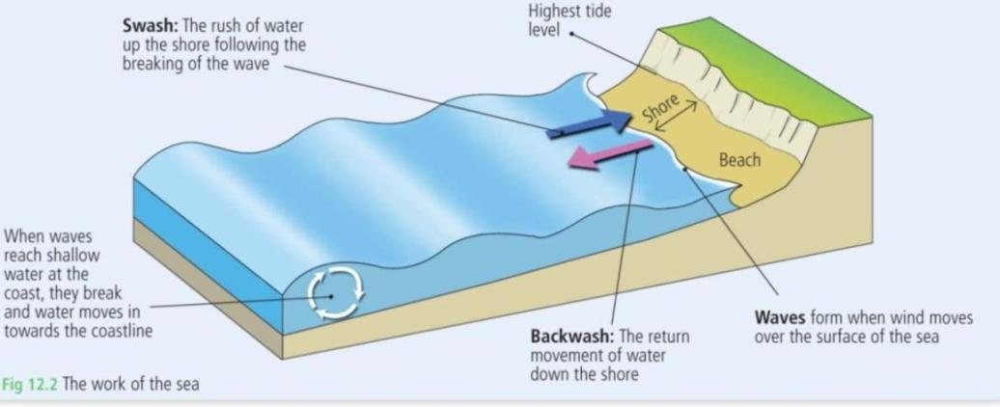 Swash: The rush of water
up the shore following the
breaking of the wave
Highest tide
level
Shore
Beach
When waves
reach shallow
water at the
coast, they break
and water moves in
towards the coastline
Backwash: The return
movement of water
down the shore
Waves form when wind moves
over the surface of the sea
Fig 12.2 The work of the sea